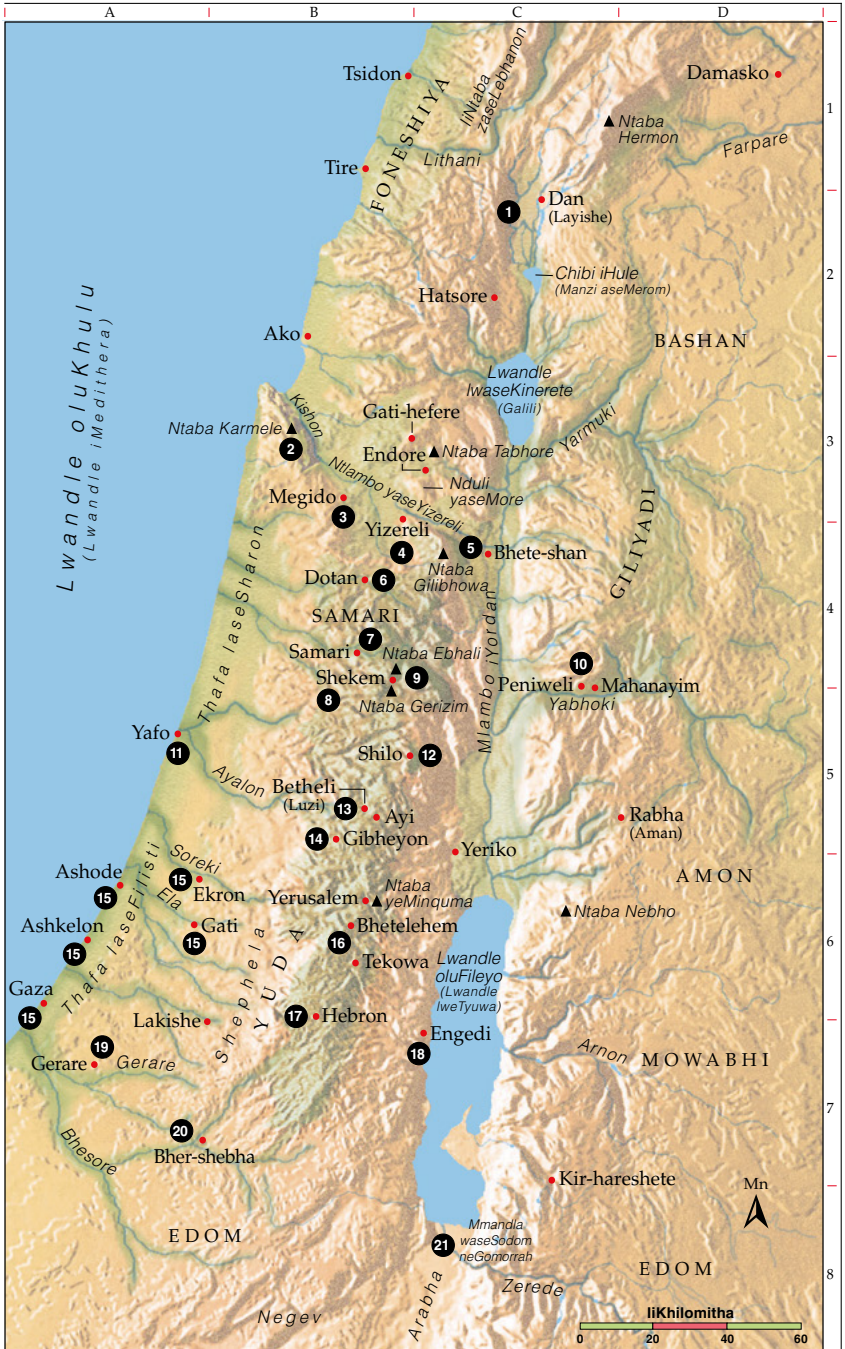 A
B
C
D
Tsidon
Damasko
liNtaba
zaseLebhanon
1
Ntaba
Hermon
FONESHIYA
Lithani
Farpare
Tire
Dan
(Layishe)
1
Chibi iHule
(Manzi aseMerom)
2
Hatsore
Lwandle oluKhulu
(Lwandle iMedithera)
Ako
BASHAN
Lwandle
lwaseKinerete
(Galili)
Kishon
Gati-hefere
Yarmuki
Ntaba Karmele
2
Ntaba Tabhore
3
Endore
Nduli
yaseMore
Ntlambo yaseYizereli
Megido
3
Yizereli
4
5
Bhete-shan
GILIYADI
Ntaba
Gilibhowa
Dotan
6
Thafa laseSharon
SAMARI
4
7
Samari
Ntaba Ebhali
Mlambo iYordan
10
Shekem
9
Peniweli
Mahanayim
8
Ntaba Gerizim
Yabhoki
Yafo
11
Shilo
12
Ayalon
5
Betheli
(Luzi)
13
Ayi
Rabha
(Aman)
14
Gibheyon
Yeriko
Soreki
Ashode
15
Ekron
AMON
15
Ela
Yerusalem
Ntaba
yeMinquma
Ntaba Nebho
Thafa laseFilisti
Ashkelon
Gati
Bhetelehem
15
15
16
6
Shephela
YUDA
Tekowa
Lwandle
oluFileyo
(Lwandle
lweTyuwa)
Gaza
15
Lakishe
17
Hebron
Engedi
18
19
Gerare
Gerare
Arnon
MOWABHI
7
20
Bher-shebha
Bhesore
Kir-hareshete
Mn
EDOM
21
Mmandla
waseSodom
neGomorrah
EDOM
8
Arabha
Zerede
Negev
liKhilomitha
0
20
40
60